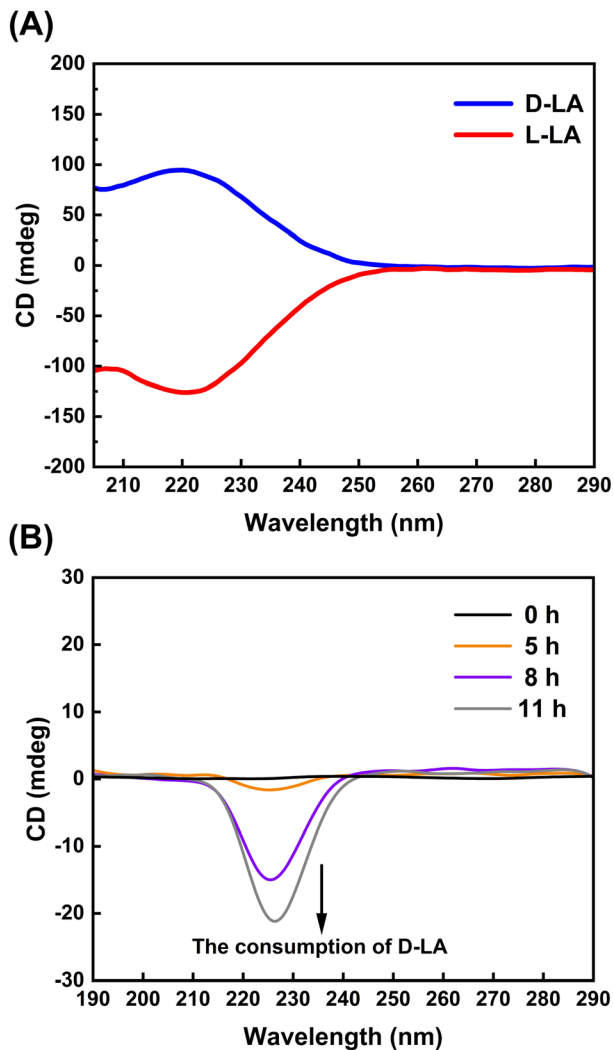 (A)
200
150
100
50
0
-50
-100
-150
-200
CD (mdeg)
D-LA
L-LA
210 220 230 240 250 260 270 280 290
Wavelength (nm)
(B)
30
20
10
0
-10
-20
-30
CD (mdeg)
0 h
5 h
8 h
11 h
The consumption of D-LA
190 200 210 220 230 240 250 260 270 280 290
Wavelength (nm)